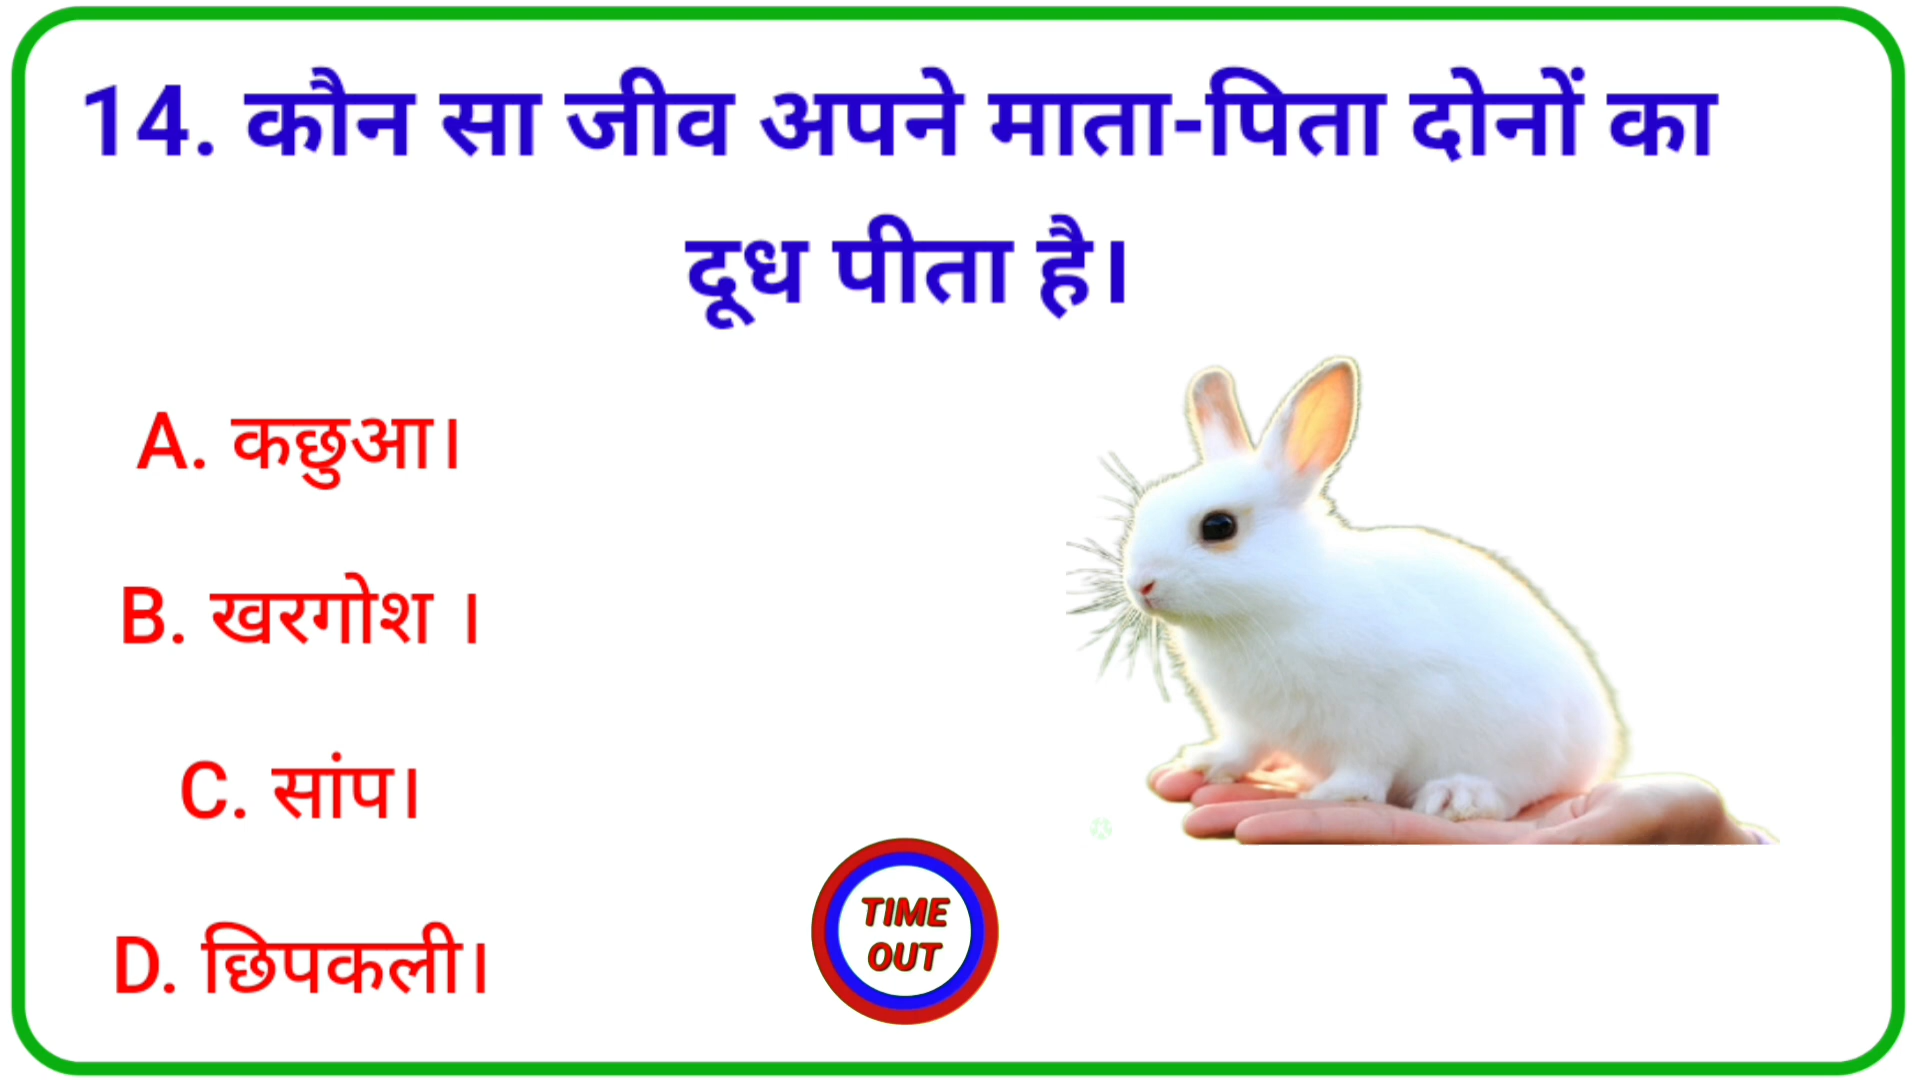 14. कौन सा जीव अपने माता-पिता दोनों का
दूध पीता है।
A. कछुआ।
B. खरगोश ।
C. सांप।
D. छिपकली।
TIME
OUT